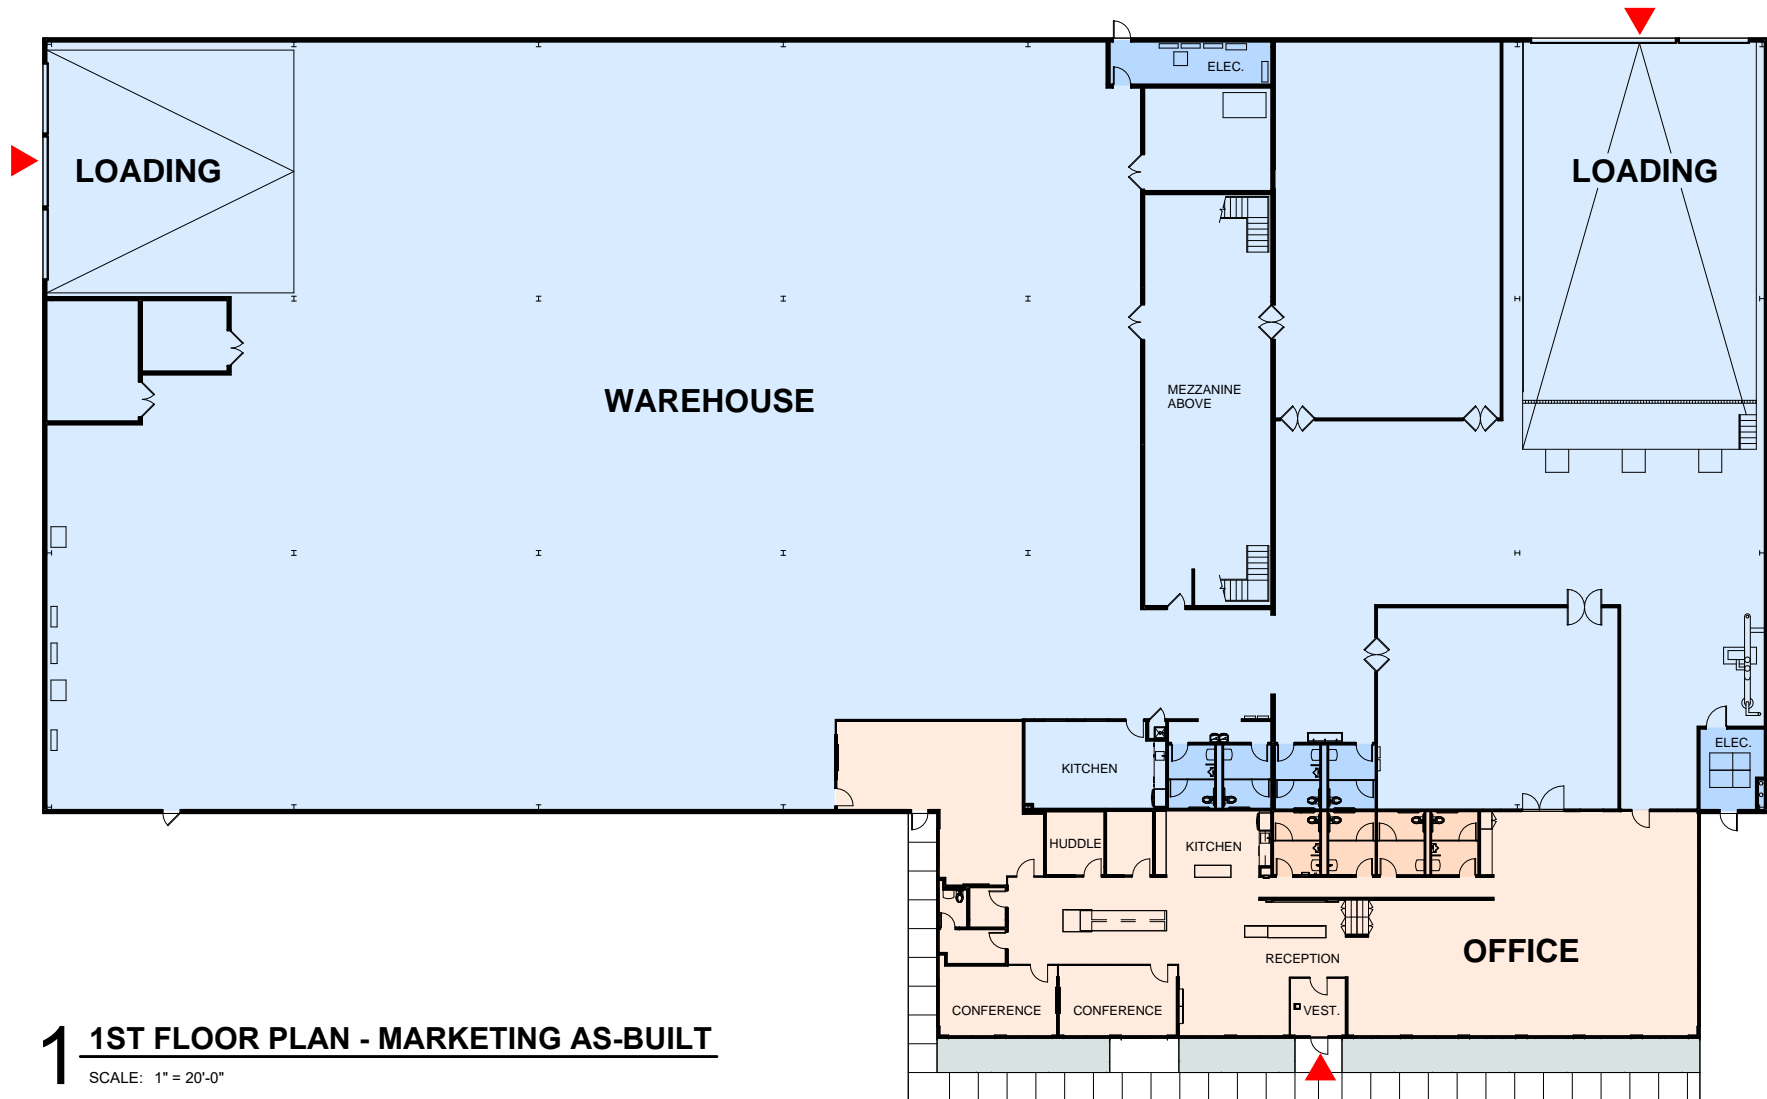 ELEC.
LOADING
LOADING
MEZZANINE
ABOVE
WAREHOUSE
ELEC.
KITCHEN
HUDDLE
KITCHEN
OFFICE
RECEPTION
CONFERENCE
CONFERENCE
VEST.
1
1ST FLOOR PLAN - MARKETING AS-BUILT
SCALE: 1" = 20'-0"